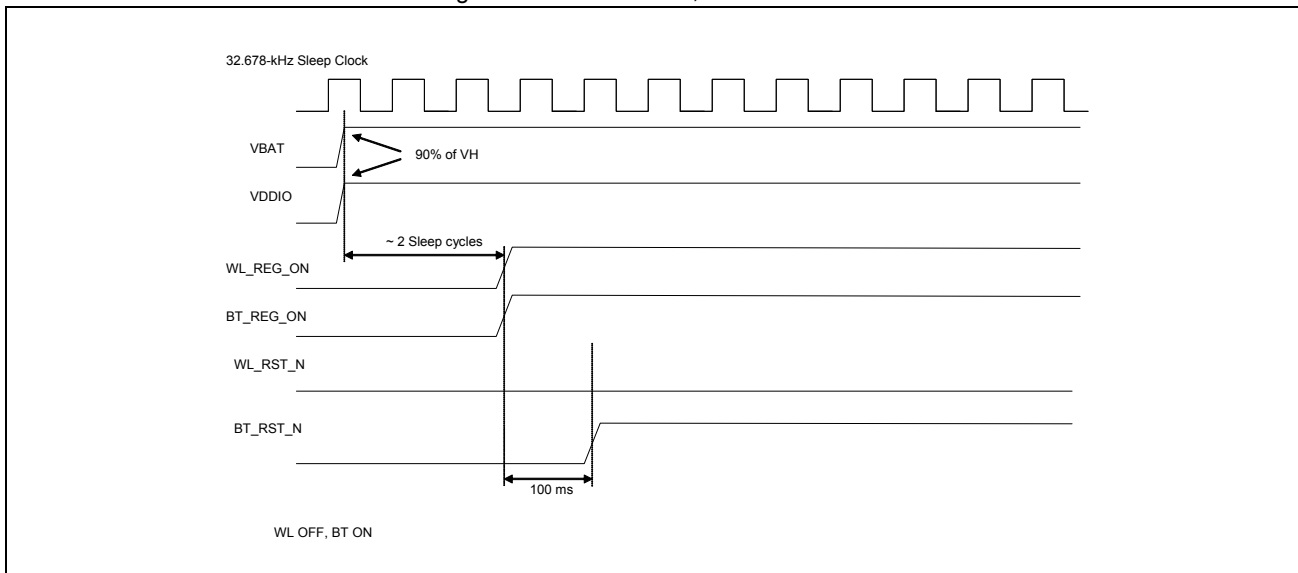 32.678-kHz Sleep Clock
VBAT
90% of VH
VDDIO
~ 2 Sleep cycles
WL_REG_ON
BT_REG_ON
WL_RST_N
BT_RST_N
100 ms
WL OFF, BT ON